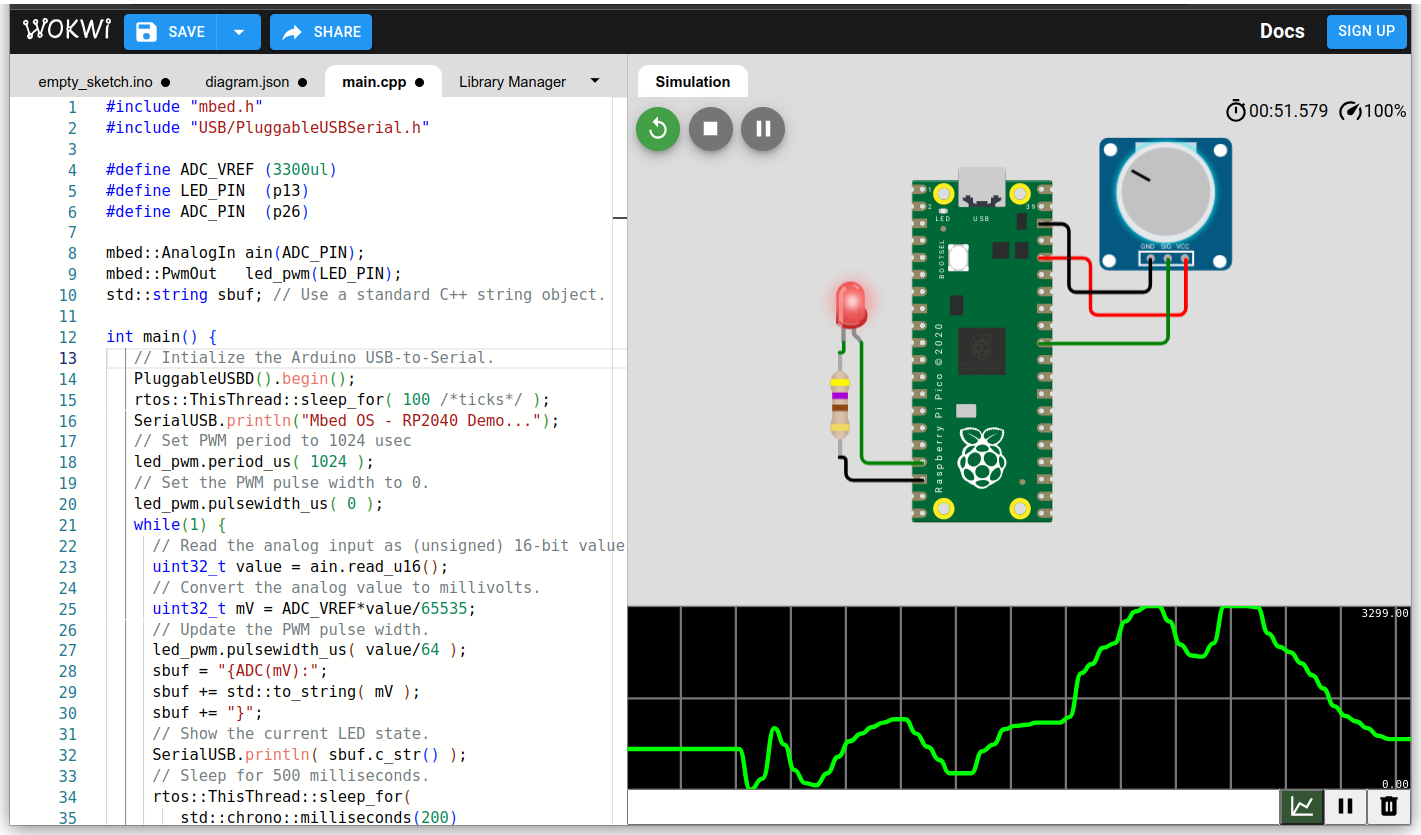 WOKWI SAVE SHARE Docs SIGN UP
empty_sketch.ino diagram.json main.cpp Library Manager
Simulation
00:51.579 100%
1 #include "mbed.h"
2 #include "USB/PluggableUSBSerial.h"
3
4 #define ADC_VREF (3300ul)
5 #define LED_PIN  (p13)
6 #define ADC_PIN  (p26)
7
8 mbed::AnalogIn ain(ADC_PIN);
9 mbed::PwmOut   led_pwm(LED_PIN);
10 std::string sbuf; // Use a standard C++ string object.
11
12 int main() {
13 // Intialize the Arduino USB-to-Serial.
14 PluggableUSBD().begin();
15 rtos::ThisThread::sleep_for( 100 /*ticks*/ );
16 SerialUSB.println("Mbed OS - RP2040 Demo...");
17 // Set PWM period to 1024 usec
18 led_pwm.period_us( 1024 );
19 // Set the PWM pulse width to 0.
20 led_pwm.pulsewidth_us( 0 );
21 while(1) {
22 // Read the analog input as (unsigned) 16-bit value
23 uint32_t value = ain.read_u16();
24 // Convert the analog value to millivolts.
25 uint32_t mV = ADC_VREF*value/65535;
26 // Update the PWM pulse width.
27 led_pwm.pulsewidth_us( value/64 );
28 sbuf = "{ADC(mV):";
29 sbuf += std::to_string( mV );
30 sbuf += "}";
31 // Show the current LED state.
32 SerialUSB.println( sbuf.c_str() );
33 // Sleep for 500 milliseconds.
34 rtos::ThisThread::sleep_for(
35 std::chrono::milliseconds(200)
1
2 39
LED USB
BOOTSEL
Raspberry Pi Pico © 2020
GND SIG VCC
3299.00
0.00